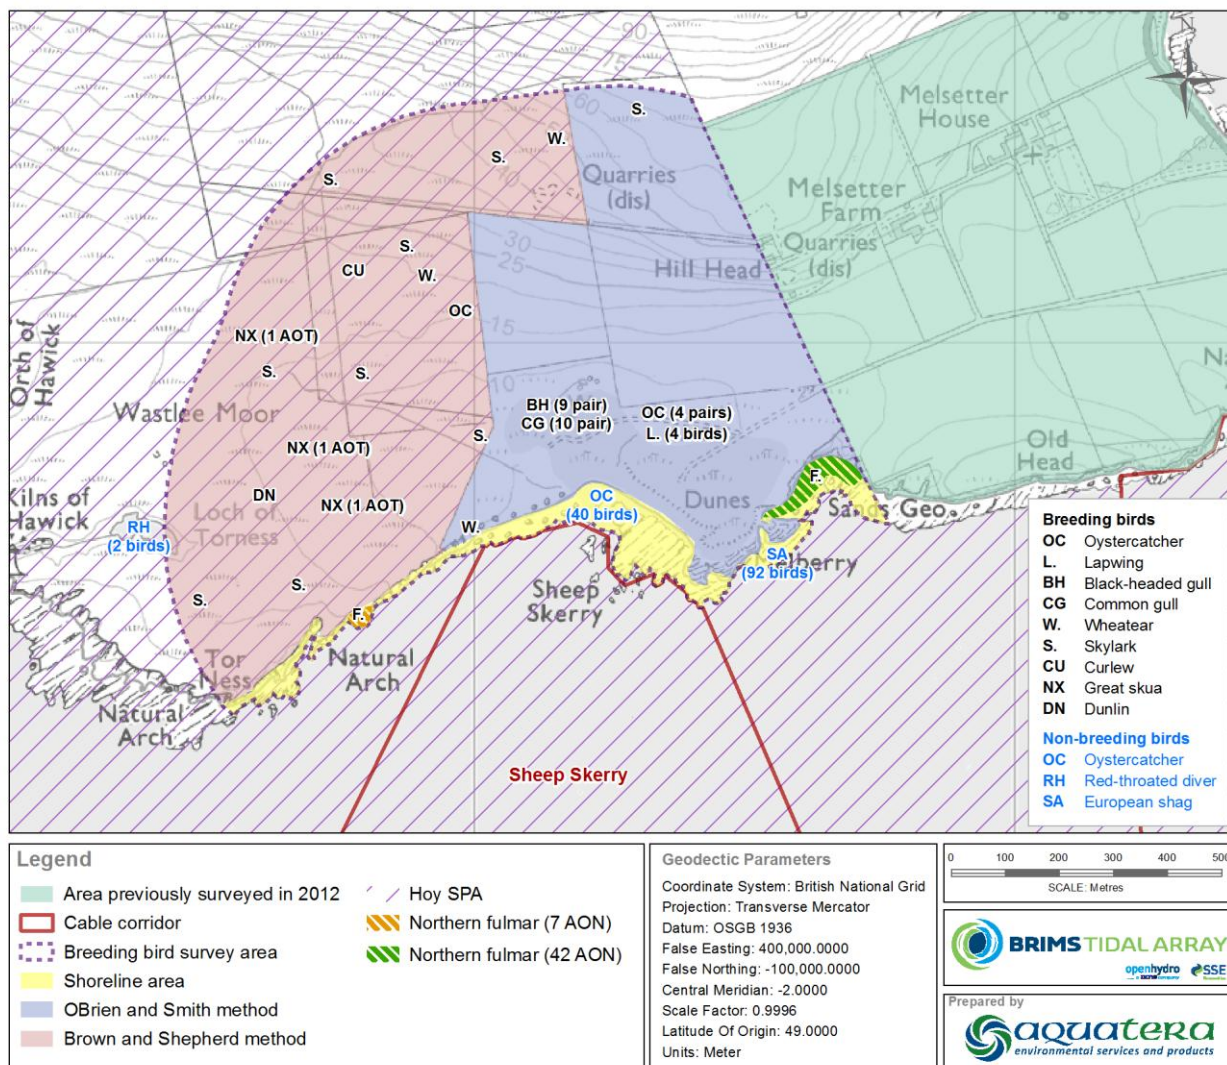 90
75
N
60
S.
W.
Melsetter
House
S.
S.
40
Quarries
(dis)
Melsetter
Farm
Quarries
(dis)
30
25
S.
CU
W.
Hill Head
OC
15
NX (1 AOT)
Orth of
Hawick
S.
S.
10
Wastlee Moor
BH (9 pair)
CG (10 pair)
OC (4 pairs)
L. (4 birds)
S.
NX (1 AOT)
Old
Head
DN
NX (1 AOT)
Kilns of
Hawick
RH
(2 birds)
Loch of
Torness
OC
(40 birds)
Dunes
F.
Sands Geo
W.
SA
(92 birds)
Sheep
Skerry
S.
S.
F.
Tor
Ness
Natural
Arch
Natural
Arch
Sheep Skerry
Breeding birds
OC Oystercatcher
L. Lapwing
BH Black-headed gull
CG Common gull
W. Wheatear
S. Skylark
CU Curlew
NX Great skua
DN Dunlin
Non-breeding birds
OC Oystercatcher
RH Red-throated diver
SA European shag
Legend
Area previously surveyed in 2012
Cable corridor
Breeding bird survey area
Shoreline area
OBrien and Smith method
Brown and Shepherd method
Hoy SPA
Northern fulmar (7 AON)
Northern fulmar (42 AON)
Geodectic Parameters
Coordinate System: British National Grid
Projection: Transverse Mercator
Datum: OSGB 1936
False Easting: 400,000.0000
False Northing: -100,000.0000
Central Meridian: -2.0000
Scale Factor: 0.9996
Latitude Of Origin: 49.0000
Units: Meter
0 100 200 300 400 500
SCALE: Metres
BRIMS TIDAL ARRAY
openhydro
SSE
Prepared by
aquatera
environmental services and products